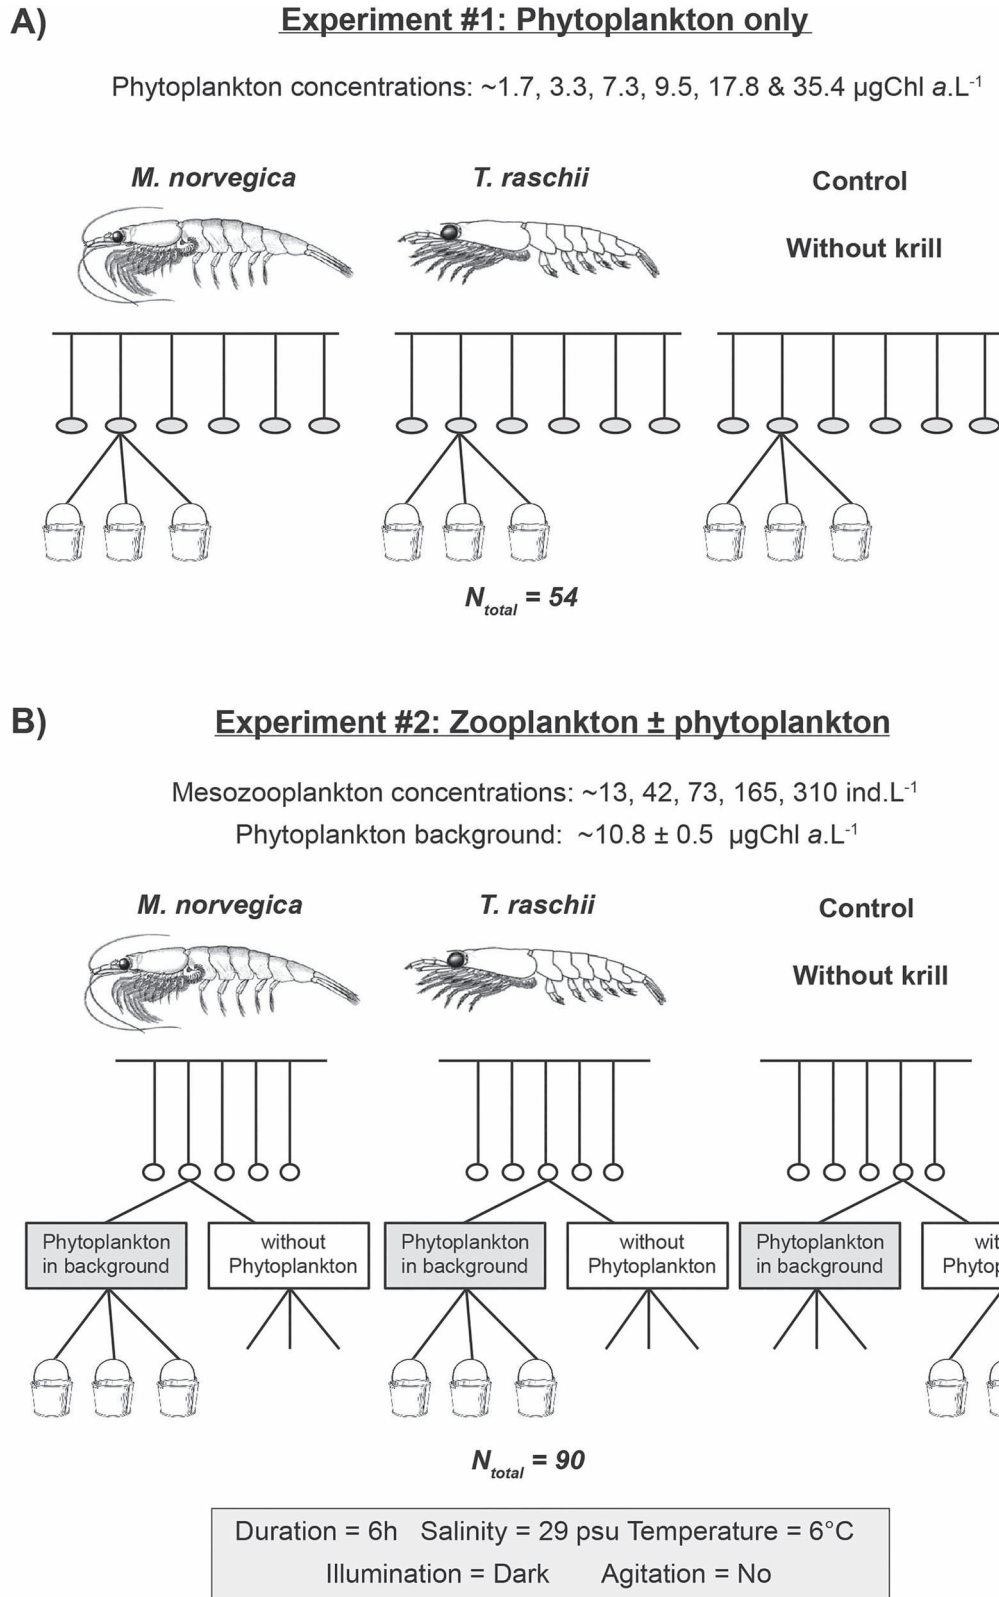 A)
Experiment #1: Phytoplankton only
Phytoplankton concentrations: ~1.7, 3.3, 7.3, 9.5, 17.8 & 35.4 µgChl a.L⁻¹
M. norvegica
T. raschii
Control
Without krill
Ntotal = 54
B)
Experiment #2: Zooplankton ± phytoplankton
Mesozooplankton concentrations: ~13, 42, 73, 165, 310 ind.L⁻¹
Phytoplankton background: ~10.8 ± 0.5 µgChl a.L⁻¹
M. norvegica
T. raschii
Control
Without krill
Phytoplankton
in background
without
Phytoplankton
Phytoplankton
in background
without
Phytoplankton
Phytoplankton
in background
Ntotal = 90
Duration = 6h Salinity = 29 psu Temperature = 6°C
Illumination = Dark Agitation = No